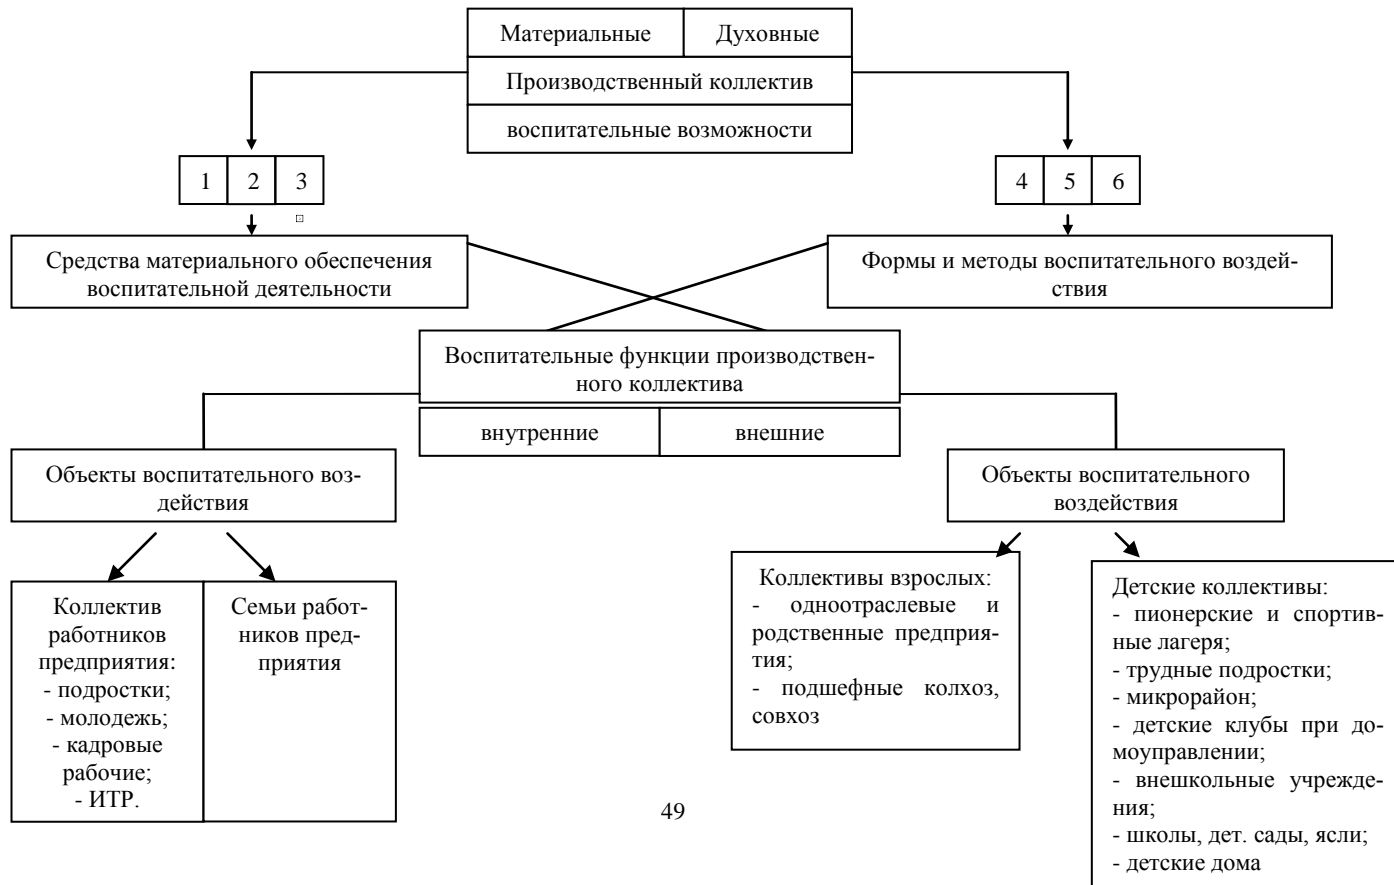 Материальные Духовные
Производственный коллектив
воспитательные возможности
1 2 3
4 5 6
Средства материального обеспечения
воспитательной деятельности
Формы и методы воспитательного воздей-
ствия
Воспитательные функции производствен-
ного коллектива
внутренние внешние
Объекты воспитательного воз-
действия
Объекты воспитательного
воздействия
Коллектив
работников
предприятия:
- подростки;
- молодежь;
- кадровые
рабочие;
- ИТР.
Семьи работ-
ников пред-
приятия
Коллективы взрослых:
- одноотраслевые и
родственные предприя-
тия;
- подшефные колхоз,
совхоз
Детские коллективы:
- пионерские и спортив-
ные лагеря;
- трудные подростки;
- микрорайон;
- детские клубы при до-
моуправлении;
- внешкольные учрежде-
ния;
- школы, дет. сады, ясли;
- детские дома
49